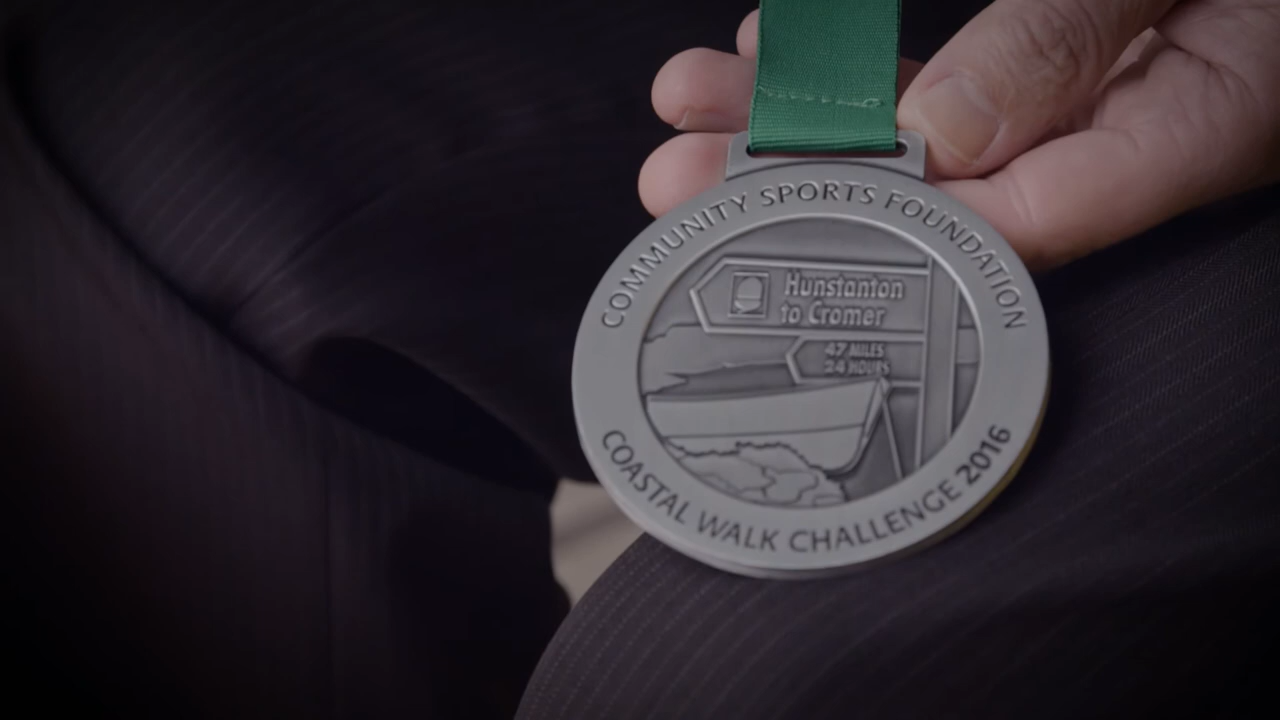 COMMUNITY SPORTS FOUNDATION
Hunstanton
to Cromer
47 MILES
24 HOURS
COASTAL WALK CHALLENGE 2016